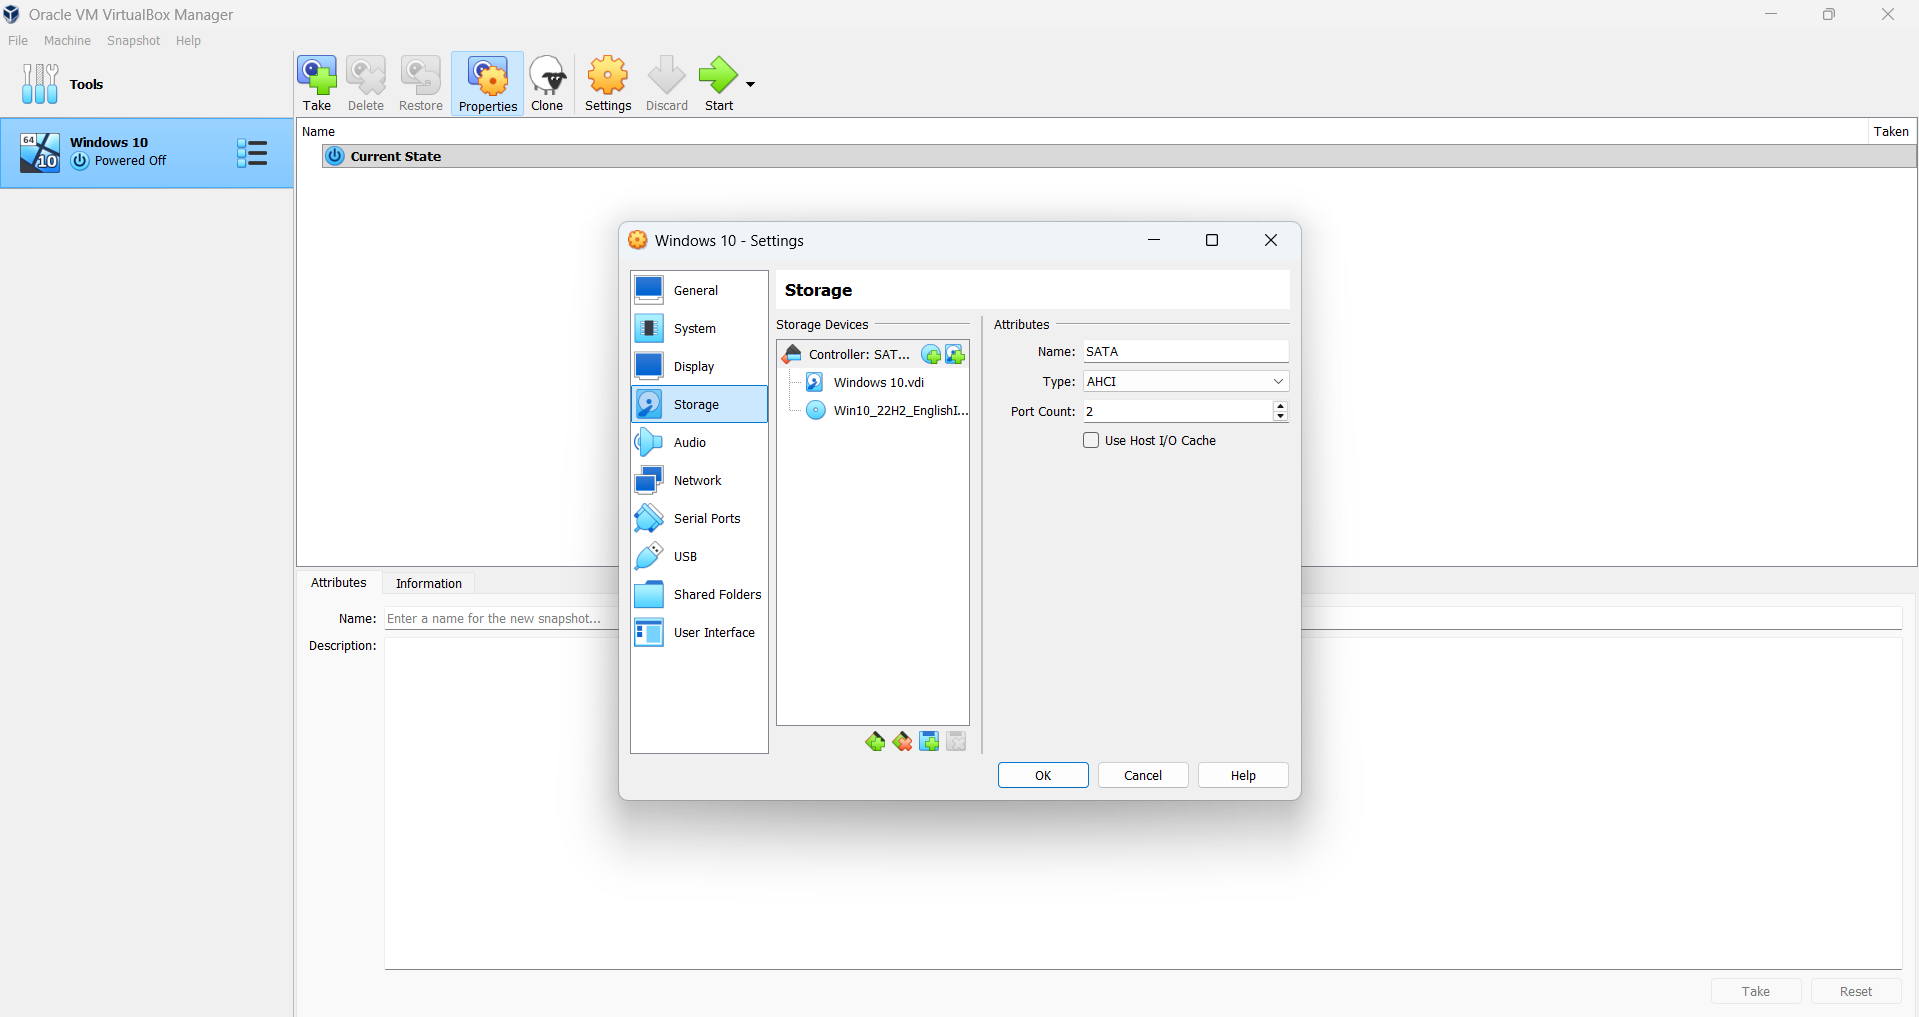 Oracle VM VirtualBox Manager
File Machine Snapshot Help
Tools
Take Delete Restore Properties Clone Settings Discard Start
64
10
Windows 10
Powered Off
Name Taken
Current State
Windows 10 - Settings
General
System
Display
Storage
Audio
Network
Serial Ports
USB
Shared Folders
User Interface
Storage
Storage Devices
Controller: SAT...
Windows 10.vdi
Win10_22H2_EnglishI...
Attributes
Name: SATA
Type: AHCI
Port Count: 2
Use Host I/O Cache
OK Cancel Help
Attributes Information
Name: Enter a name for the new snapshot...
Description:
Take Reset